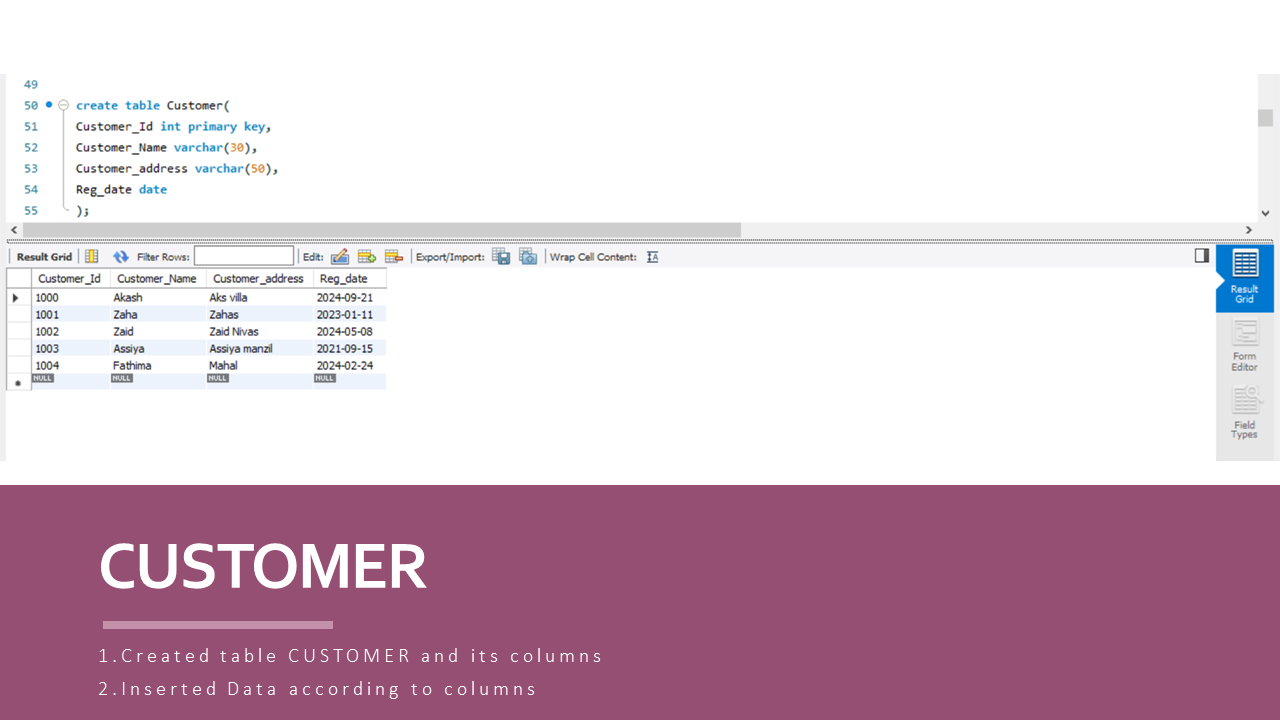 49
50 create table Customer(
51 Customer_Id int primary key,
52 Customer_Name varchar(30),
53 Customer_address varchar(50),
54 Reg_date date
55 );
Result Grid Filter Rows: Edit: Export/Import: Wrap Cell Content:
Customer_Id Customer_Name Customer_address Reg_date
1000 Akash Aks villa 2024-09-21
1001 Zaha Zahas 2023-01-11
1002 Zaid Zaid Nivas 2024-05-08
1003 Assiya Assiya manzil 2021-09-15
1004 Fathima Mahal 2024-02-24
NULL NULL NULL NULL
Result
Grid
Form
Editor
Field
Types
CUSTOMER
1.Created table CUSTOMER and its columns
2.Inserted Data according to columns